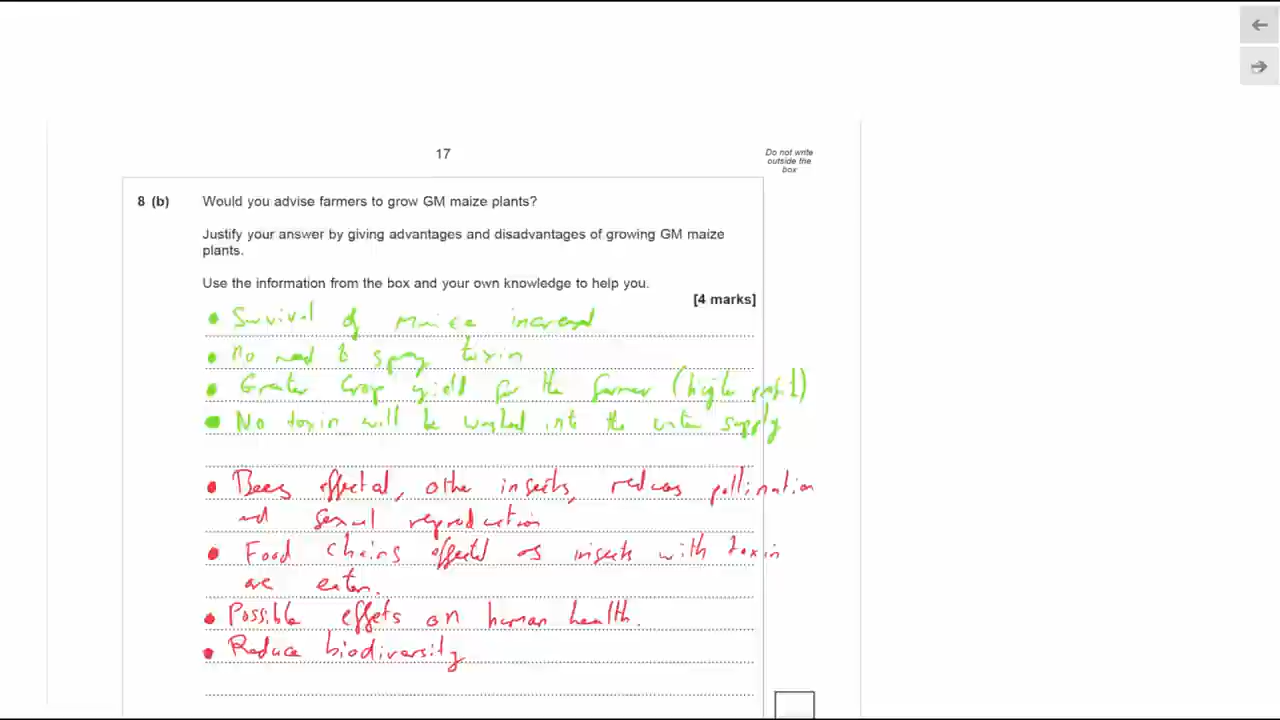 17
Do not write
outside the
box
8 (b) Would you advise farmers to grow GM maize plants?
Justify your answer by giving advantages and disadvantages of growing GM maize
plants.
Use the information from the box and your own knowledge to help you.
[4 marks]
• Survival of maize increased
• No need to spray toxin
• Greater crop yield for the farmer (higher profit)
• No toxin will be washed into the water supply
• Bees effected, other insects, reduces pollination
and sexual reproduction
• Food chains effected as insects with toxin
are eaten.
• Possible effets on human health.
• Reduce biodiversity